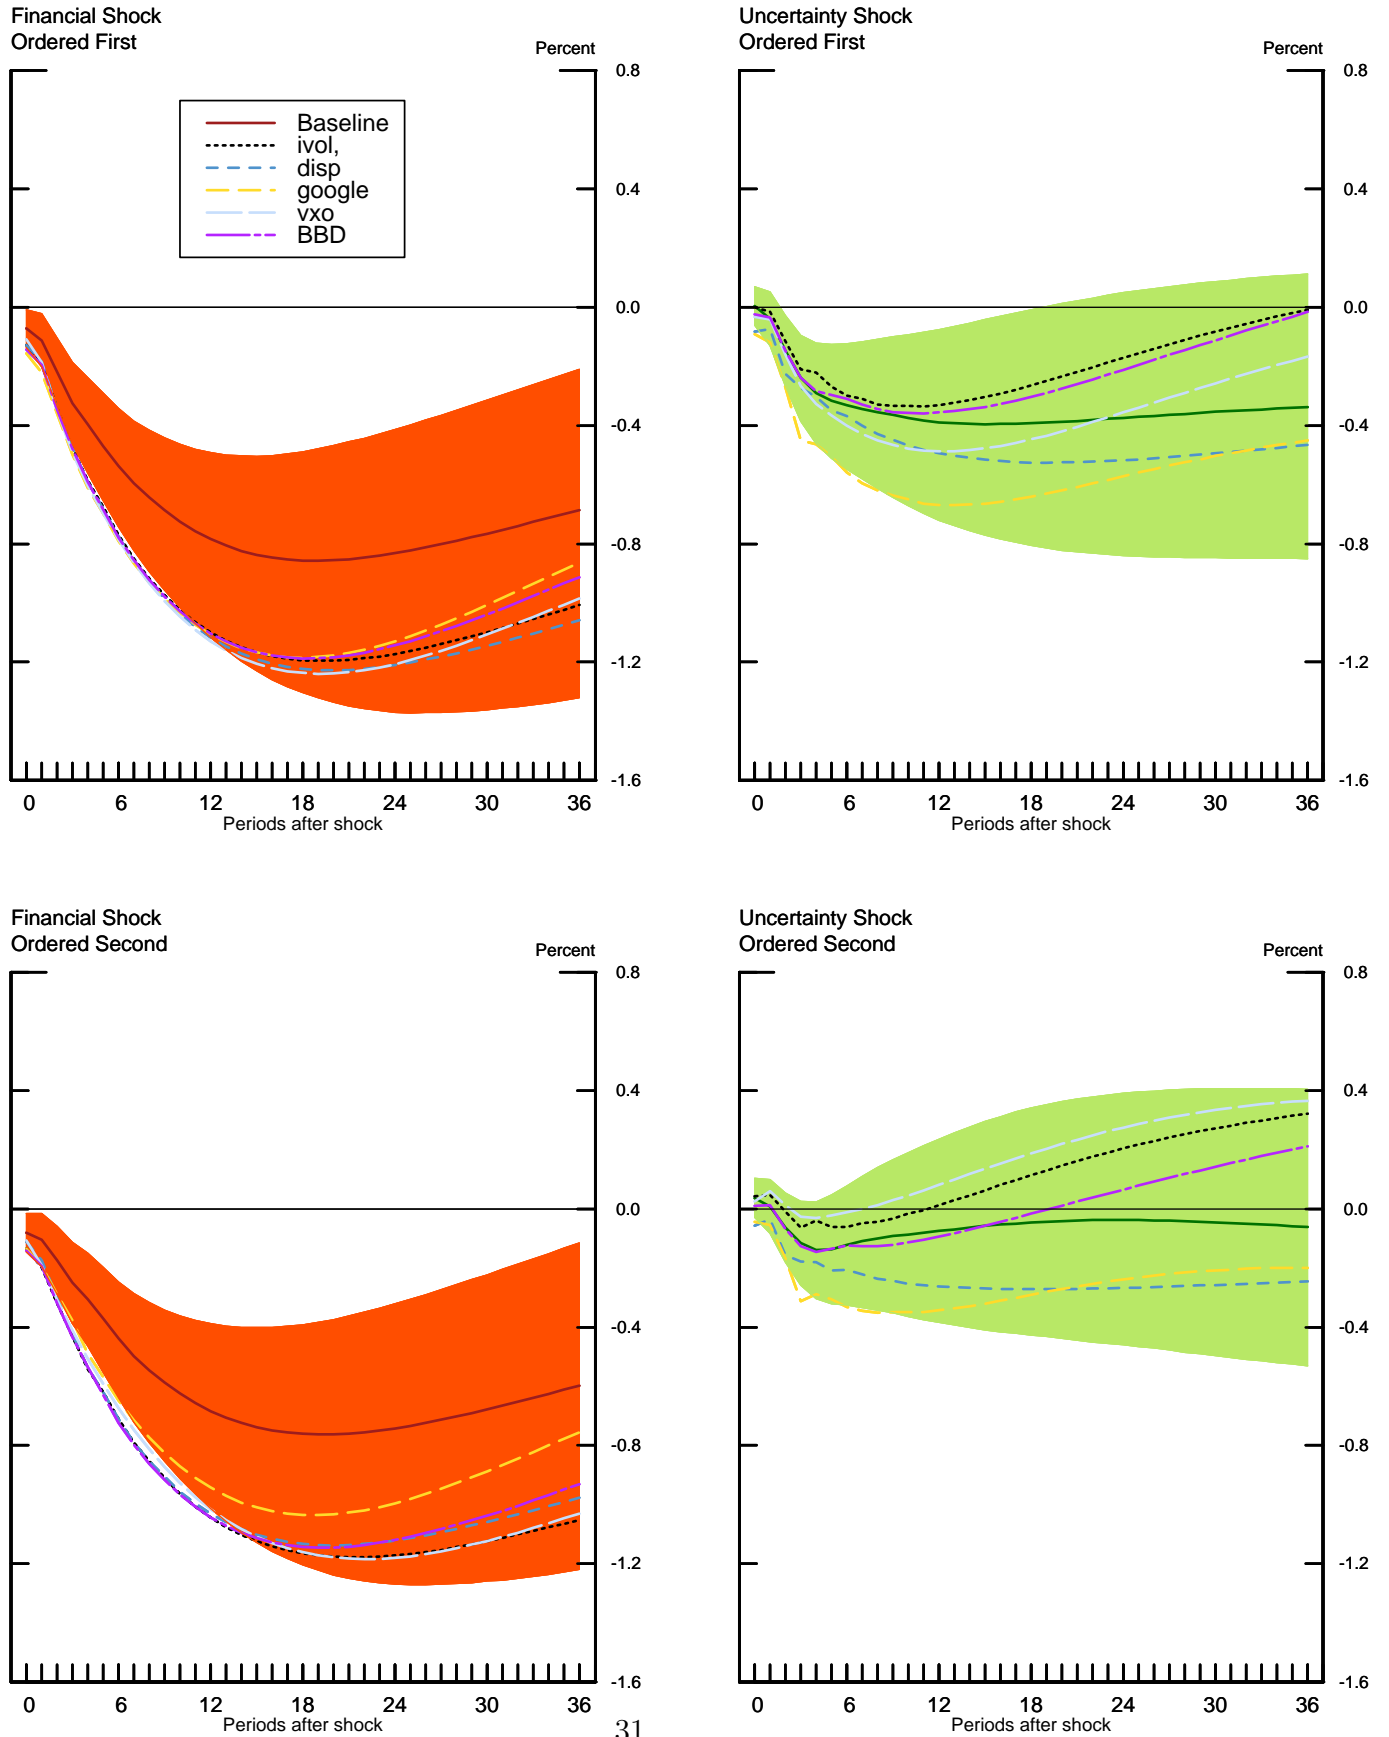 Financial Shock
Ordered First
Percent
0.8
0.4
0.0
-0.4
-0.8
-1.2
-1.6
Baseline
ivol,
disp
google
vxo
BBD
0 6 12 18 24 30 36
Periods after shock
Uncertainty Shock
Ordered First
Percent
0.8
0.4
0.0
-0.4
-0.8
-1.2
-1.6
0 6 12 18 24 30 36
Periods after shock
Financial Shock
Ordered Second
Percent
0.8
0.4
0.0
-0.4
-0.8
-1.2
-1.6
0 6 12 18 24 30 36
Periods after shock
Uncertainty Shock
Ordered Second
Percent
0.8
0.4
0.0
-0.4
-0.8
-1.2
-1.6
0 6 12 18 24 30 36
Periods after shock
31